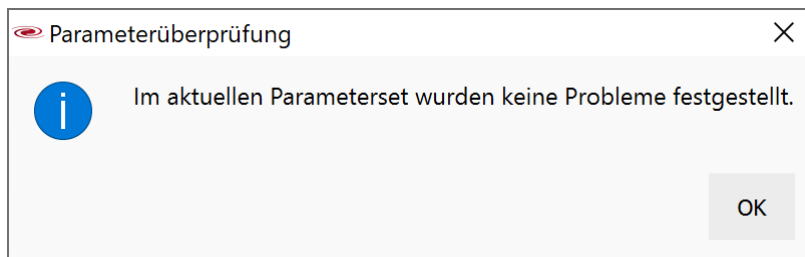 Parameterüberprüfung
Im aktuellen Parameterset wurden keine Probleme festgestellt.
OK